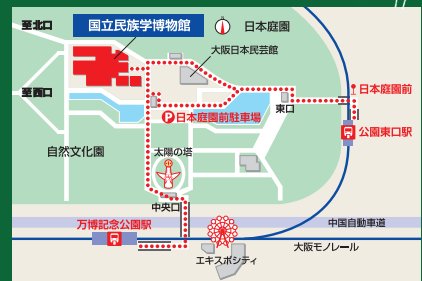 至北口
国立民族学博物館
日本庭園
大阪日本民芸館
至西口
日本庭園前
東口
P日本庭園前駐車場
公園東口駅
自然文化園
太陽の塔
中央口
万博記念公園駅
中国自動車道
大阪モノレール
エキスポシティ